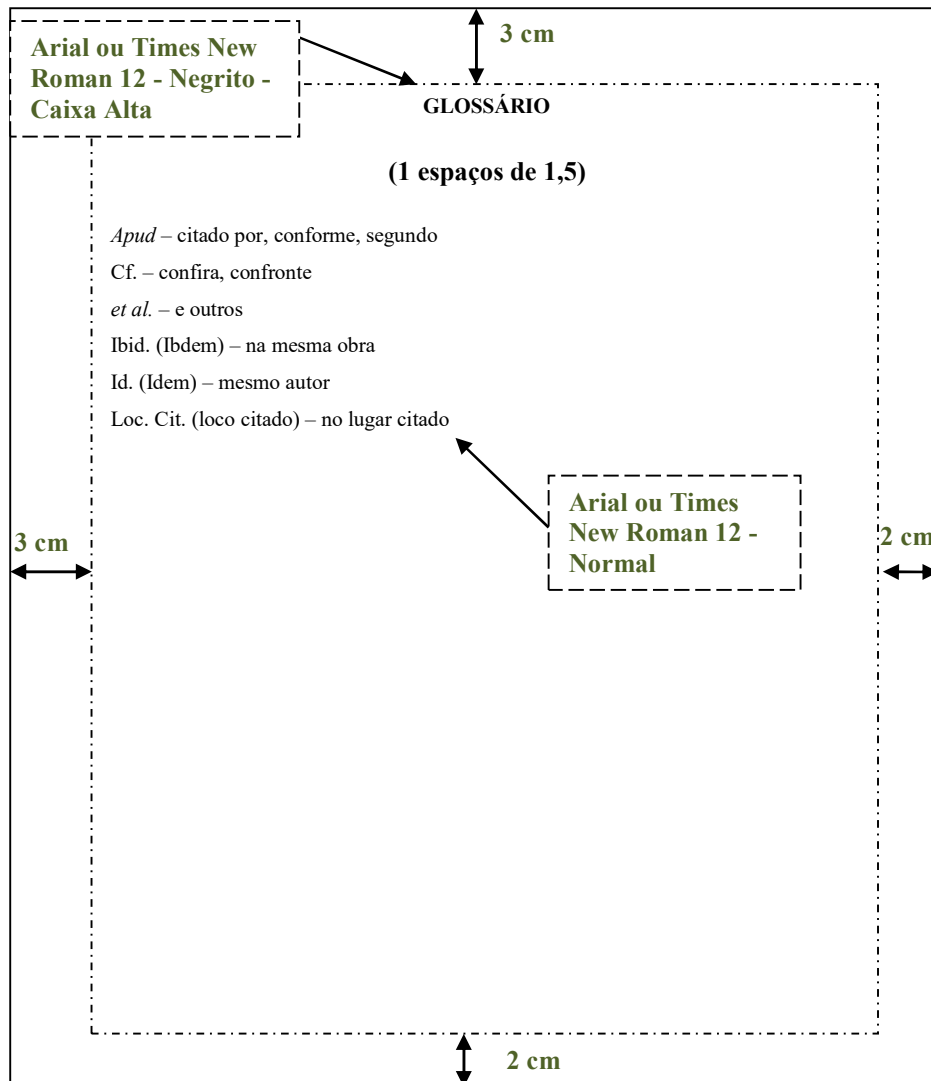 3 cm
Arial ou Times New
Roman 12 - Negrito -
Caixa Alta
GLOSSÁRIO
(1 espaços de 1,5)
Apud – citado por, conforme, segundo
Cf. – confira, confronte
et al. – e outros
Ibid. (Ibdem) – na mesma obra
Id. (Idem) – mesmo autor
Loc. Cit. (loco citado) – no lugar citado
Arial ou Times
New Roman 12 -
Normal
3 cm
2 cm
2 cm